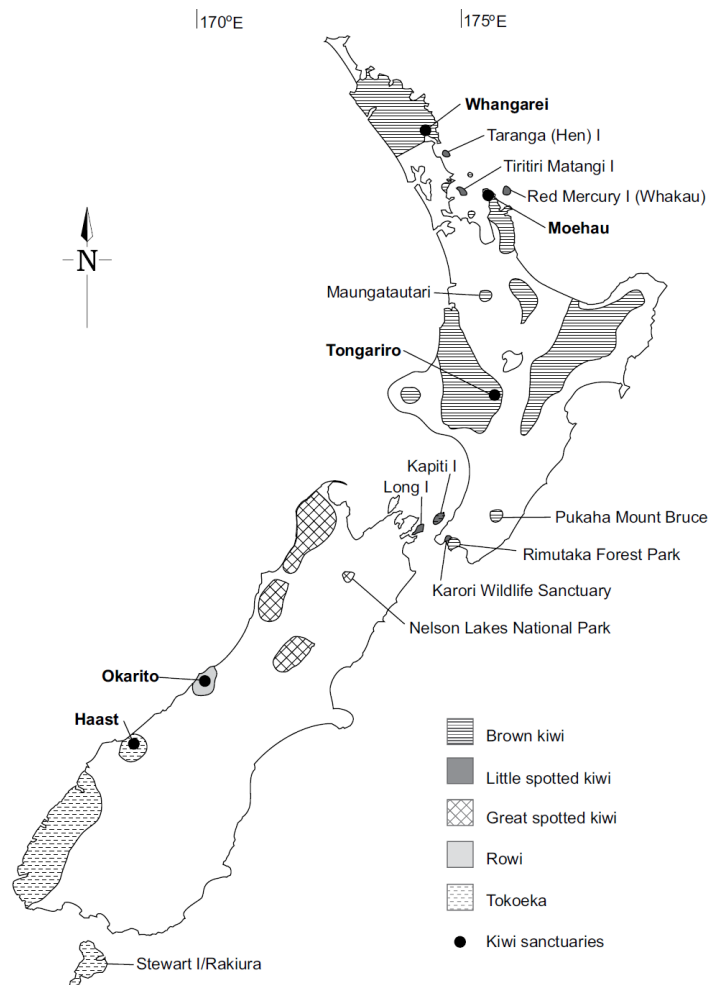 170ºE
175ºE
Whangarei
Taranga (Hen) I
Tiritiri Matangi I
Red Mercury I (Whakau)
Moehau
N
Maungatautari
Tongariro
Kapiti I
Long I
Pukaha Mount Bruce
Rimutaka Forest Park
Karori Wildlife Sanctuary
Nelson Lakes National Park
Okarito
Haast
Brown kiwi
Little spotted kiwi
Great spotted kiwi
Rowi
Tokoeka
Kiwi sanctuaries
Stewart I/Rakiura